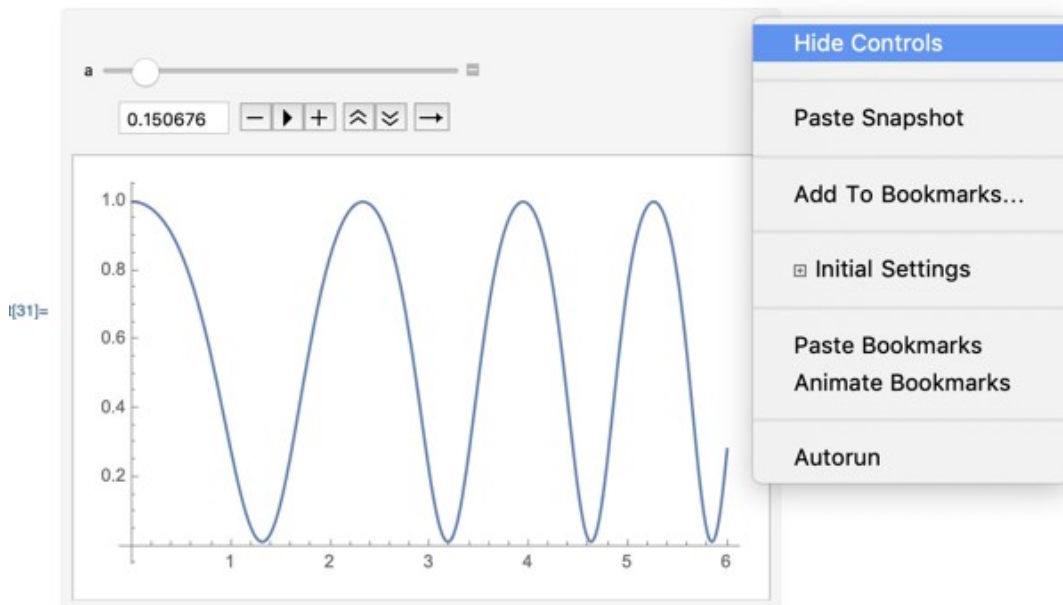 Hide Controls
a
0.150676
Paste Snapshot
1.0
Add To Bookmarks...
0.8
Initial Settings
t[31]=
0.6
Paste Bookmarks
Animate Bookmarks
0.4
Autorun
0.2
1 2 3 4 5 6